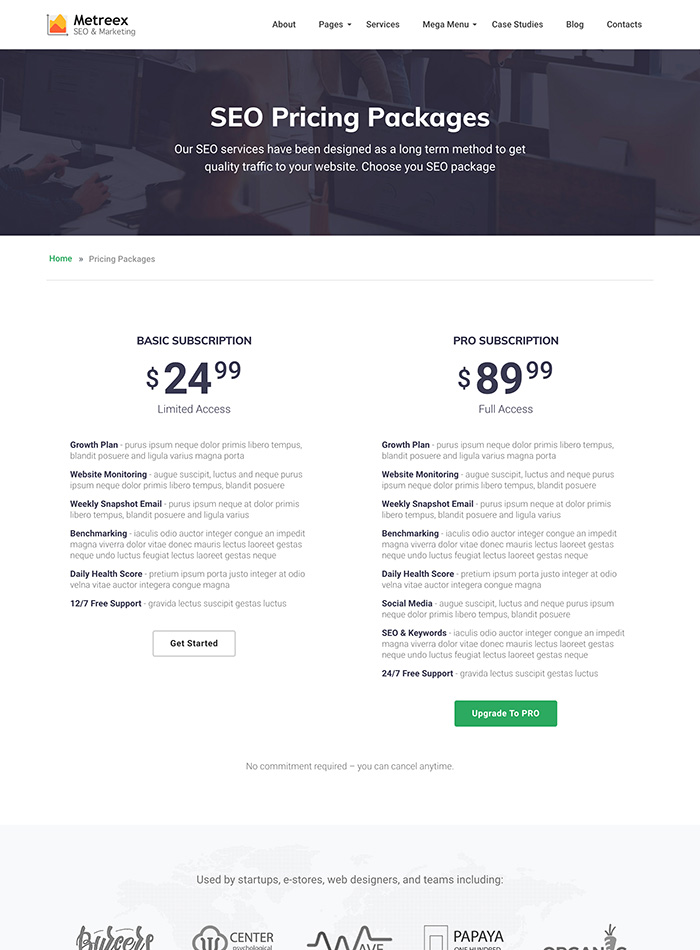 Metreex
SEO & Marketing
About Pages Services Mega Menu Case Studies Blog Contacts
SEO Pricing Packages
Our SEO services have been designed as a long term method to get
quality traffic to your website. Choose you SEO package
Home » Pricing Packages
BASIC SUBSCRIPTION
$ 24 99
Limited Access
Growth Plan - purus ipsum neque dolor primis libero tempus,
blandit posuere and ligula varius magna porta
Website Monitoring - augue suscipit, luctus and neque purus
ipsum neque dolor primis libero tempus, blandit posuere
Weekly Snapshot Email - purus ipsum neque at dolor primis
libero tempus, blandit posuere and ligula varius
Benchmarking - iaculis odio auctor integer congue an impedit
magna viverra dolor vitae donec mauris lectus laoreet gestas
neque undo luctus feugiat lectus laoreet gestas neque
Daily Health Score - pretium ipsum porta justo integer at odio
velna vitae auctor integera congue magna
12/7 Free Support - gravida lectus suscipit gestas luctus
Get Started
PRO SUBSCRIPTION
$ 89 99
Full Access
Growth Plan - purus ipsum neque dolor primis libero tempus,
blandit posuere and ligula varius magna porta
Website Monitoring - augue suscipit, luctus and neque purus
ipsum neque dolor primis libero tempus, blandit posuere
Weekly Snapshot Email - purus ipsum neque at dolor primis
libero tempus, blandit posuere and ligula varius
Benchmarking - iaculis odio auctor integer congue an impedit
magna viverra dolor vitae donec mauris lectus laoreet gestas
neque undo luctus feugiat lectus laoreet gestas neque
Daily Health Score - pretium ipsum porta justo integer at odio
velna vitae auctor integera congue magna
Social Media - augue suscipit, luctus and neque purus ipsum
neque dolor primis libero tempus, blandit posuere
SEO & Keywords - iaculis odio auctor integer congue an impedit
magna viverra dolor vitae donec mauris lectus laoreet gestas
neque undo luctus feugiat lectus laoreet gestas neque
24/7 Free Support - gravida lectus suscipit gestas luctus
Upgrade To PRO
No commitment required – you can cancel anytime.
Used by startups, e-stores, web designers, and teams including:
Burgers
CENTER
psychological
WAVE
PAPAYA
ONE HUNDRED
ORGANIC